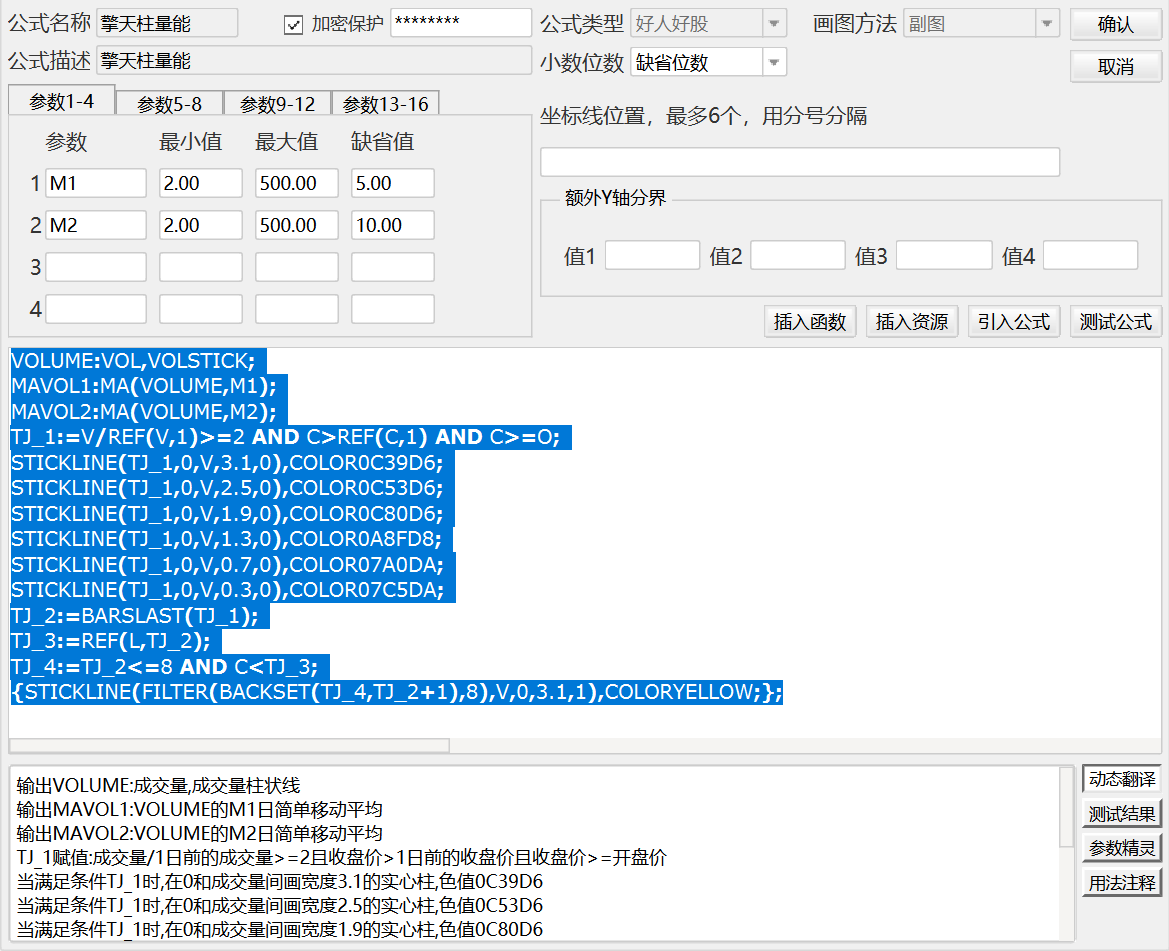 公式名称 擎天柱量能 加密保护 ******** 公式类型 好人好股 画图方法 副图 确认
公式描述 擎天柱量能 小数位数 缺省位数 取消
参数1-4 参数5-8 参数9-12 参数13-16
坐标线位置，最多6个，用分号分隔
参数 最小值 最大值 缺省值
1 M1 2.00 500.00 5.00
2 M2 2.00 500.00 10.00
3
4
额外Y轴分界
值1 值2 值3 值4
插入函数 插入资源 引入公式 测试公式
VOLUME:VOL,VOLSTICK;
MAVOL1:MA(VOLUME,M1);
MAVOL2:MA(VOLUME,M2);
TJ_1:=V/REF(V,1)>=2 AND C>REF(C,1) AND C>=O;
STICKLINE(TJ_1,0,V,3.1,0),COLOR0C39D6;
STICKLINE(TJ_1,0,V,2.5,0),COLOR0C53D6;
STICKLINE(TJ_1,0,V,1.9,0),COLOR0C80D6;
STICKLINE(TJ_1,0,V,1.3,0),COLOR0A8FD8;
STICKLINE(TJ_1,0,V,0.7,0),COLOR07A0DA;
STICKLINE(TJ_1,0,V,0.3,0),COLOR07C5DA;
TJ_2:=BARSLAST(TJ_1);
TJ_3:=REF(L,TJ_2);
TJ_4:=TJ_2<=8 AND C<TJ_3;
{STICKLINE(FILTER(BACKSET(TJ_4,TJ_2+1),8),V,0,3.1,1),COLORYELLOW;};
输出VOLUME:成交量,成交量柱状线
输出MAVOL1:VOLUME的M1日简单移动平均
输出MAVOL2:VOLUME的M2日简单移动平均
TJ_1赋值:成交量/1日前的成交量>=2且收盘价>1日前的收盘价且收盘价>=开盘价
当满足条件TJ_1时,在0和成交量间画宽度3.1的实心柱,色值0C39D6
当满足条件TJ_1时,在0和成交量间画宽度2.5的实心柱,色值0C53D6
当满足条件TJ_1时,在0和成交量间画宽度1.9的实心柱,色值0C80D6
动态翻译
测试结果
参数精灵
用法注释